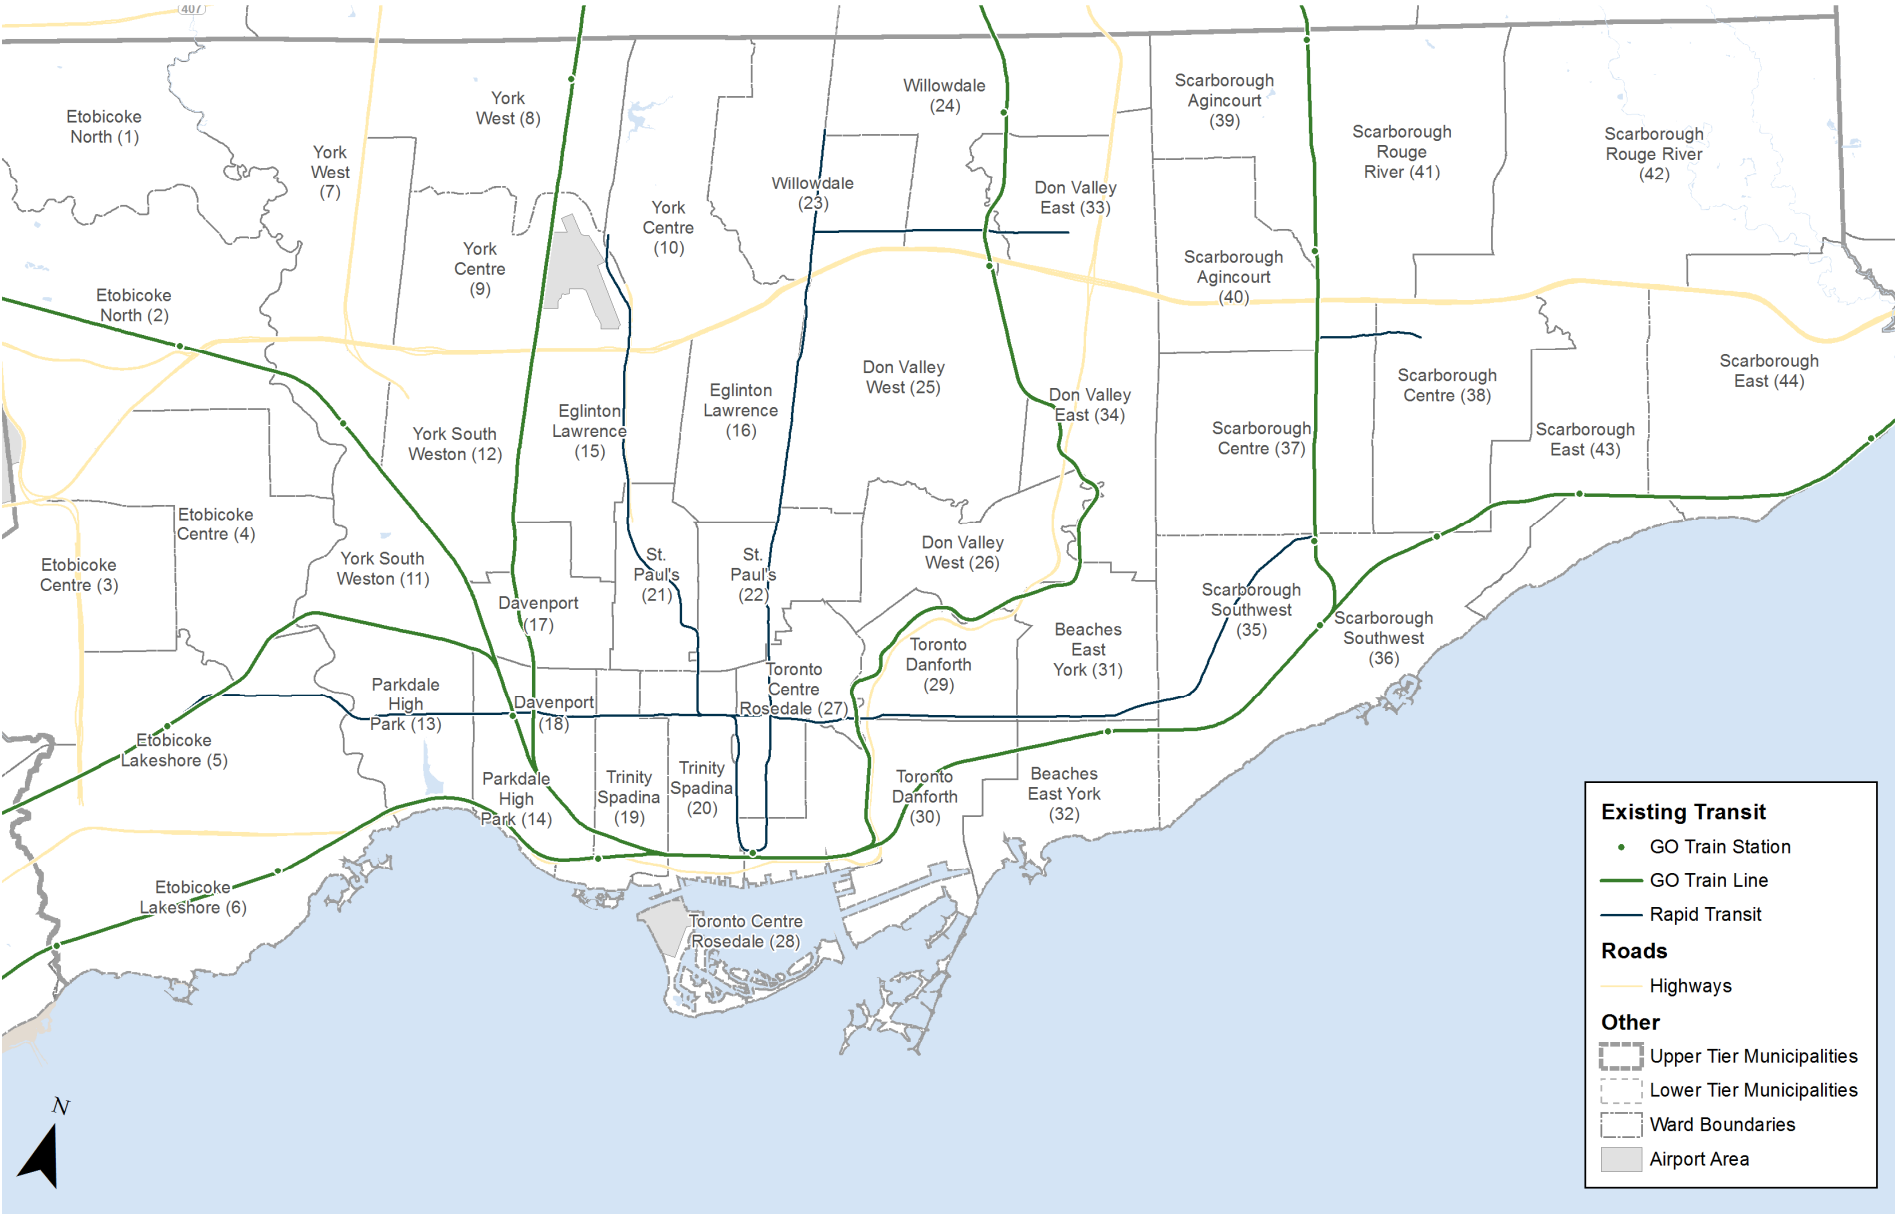 407
Etobicoke
North (1)
York
West (8)
Willowdale
(24)
Scarborough
Agincourt
(39)
Scarborough
Rouge
River (41)
Scarborough
Rouge River
(42)
York
West
(7)
Willowdale
(23)
Don Valley
East (33)
York
Centre
(10)
York
Centre
(9)
Scarborough
Agincourt
(40)
Etobicoke
North (2)
Don Valley
West (25)
Scarborough
East (44)
Scarborough
Centre (38)
Eglinton
Lawrence
(16)
Don Valley
East (34)
Eglinton
Lawrence
(15)
York South
Weston (12)
Scarborough
Centre (37)
Scarborough
East (43)
Etobicoke
Centre (4)
Etobicoke
Centre (3)
York South
Weston (11)
St.
Paul's
(21)
St.
Paul's
(22)
Don Valley
West (26)
Davenport
(17)
Scarborough
Southwest
(35)
Scarborough
Southwest
(36)
Beaches
East
York (31)
Toronto
Danforth
(29)
Toronto
Centre
Rosedale (27)
Parkdale
High
Park (13)
Davenport
(18)
Etobicoke
Lakeshore (5)
Parkdale
High
Park (14)
Trinity
Spadina
(19)
Trinity
Spadina
(20)
Toronto
Danforth
(30)
Beaches
East York
(32)
Etobicoke
Lakeshore (6)
Toronto Centre
Rosedale (28)
N
Existing Transit
GO Train Station
GO Train Line
Rapid Transit
Roads
Highways
Other
Upper Tier Municipalities
Lower Tier Municipalities
Ward Boundaries
Airport Area